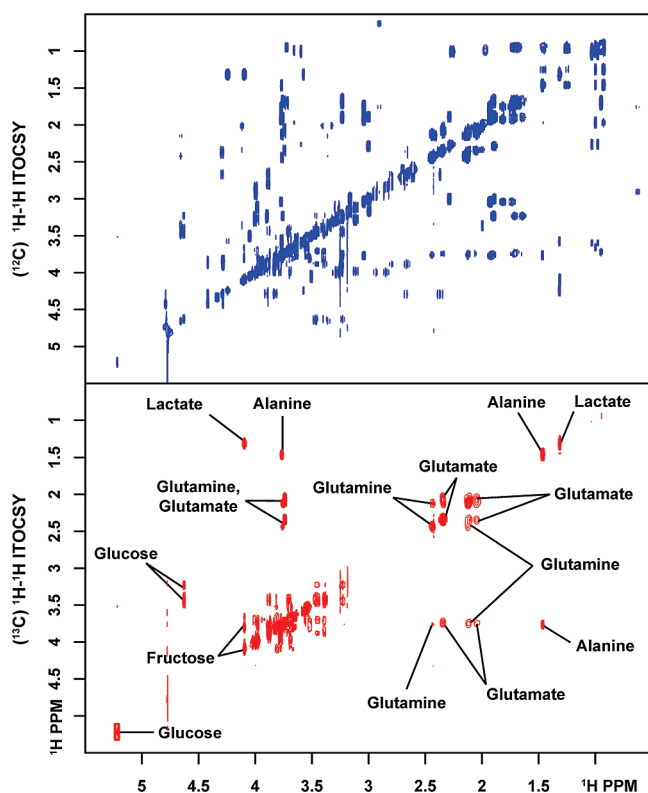 (¹²C) ¹H-¹H ITOCSY
1
1.5
2
2.5
3
3.5
4
4.5
5
(¹³C) ¹H-¹H ITOCSY
¹H PPM
1
1.5
2
2.5
3
3.5
4
4.5
Lactate
Alanine
Alanine
Lactate
Glutamine,
Glutamate
Glutamine
Glutamate
Glutamate
Glucose
Glutamine
Fructose
Alanine
Glutamine
Glutamate
Glucose
5
4.5
4
3.5
3
2.5
2
1.5
¹H PPM